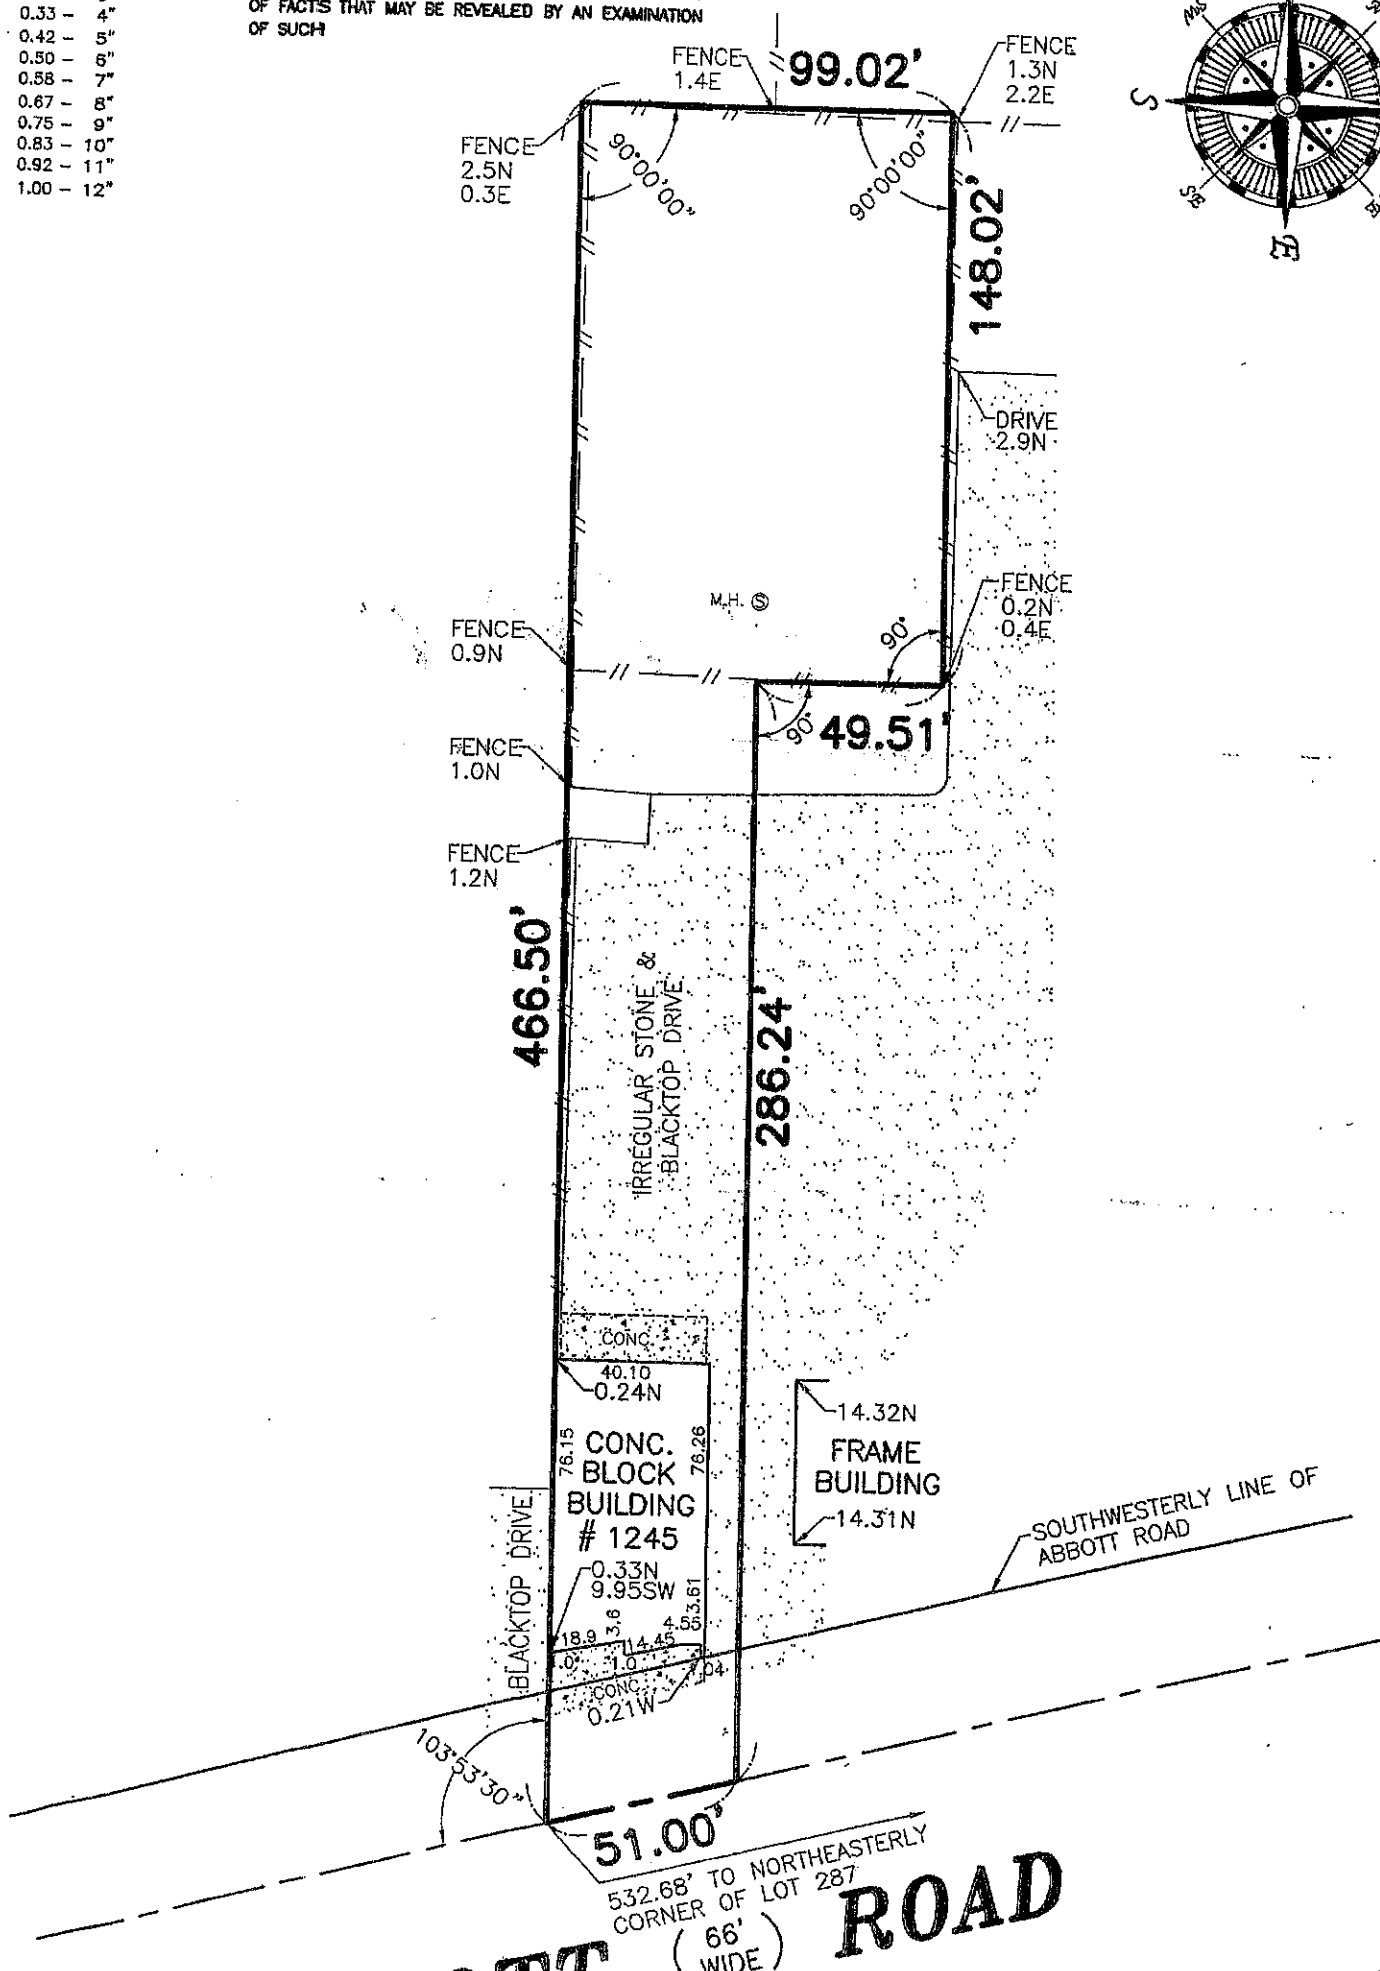 0.33 - 4"
0.42 - 5"
0.50 - 6"
0.58 - 7"
0.67 - 8"
0.75 - 9"
0.83 - 10"
0.92 - 11"
1.00 - 12"
OF FACTS THAT MAY BE REVEALED BY AN EXAMINATION
OF SUCH
S
SE
E
FENCE
1.4E
99.02'
FENCE
1.3N
2.2E
FENCE
2.5N
0.3E
90°00'00"
90°00'00"
148.02'
DRIVE
2.9N
M.H. S
FENCE
0.2N
0.4E
FENCE
0.9N
90°
90°
49.51'
FENCE
1.0N
FENCE
1.2N
466.50'
IRREGULAR STONE &
BLACKTOP DRIVE
286.24'
CONC.
40.10
0.24N
76.15
76.26
CONC.
BLOCK
BUILDING
# 1245
14.32N
FRAME
BUILDING
14.31N
0.33N
9.95SW
18.9
3.6
14.45
4.55
3.61
1.0
CONC.
0.21W
BLACKTOP DRIVE
SOUTHWESTERLY LINE OF
ABBOTT ROAD
103°53'30"
51.00'
532.68' TO NORTHEASTERLY
CORNER OF LOT 287
66'
WIDE
ROAD